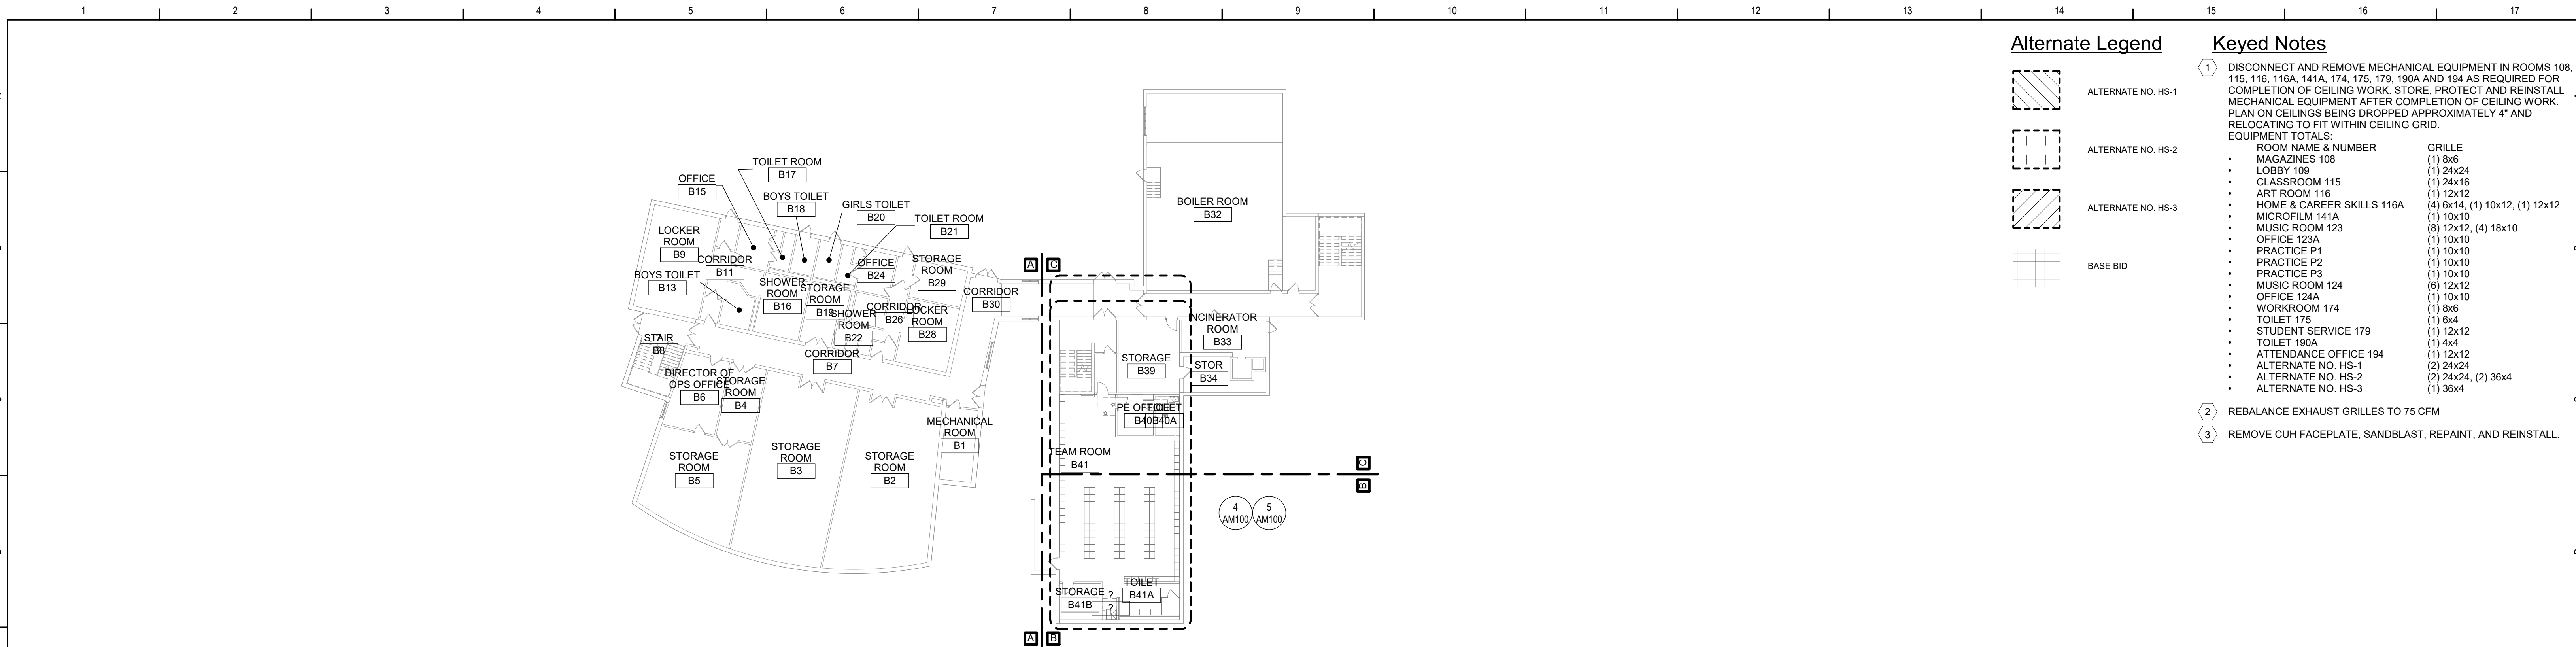 1 2 3 4 5 6 7 8 9 10 11 12 13 14 15 16 17
Alternate Legend
ALTERNATE NO. HS-1
ALTERNATE NO. HS-2
ALTERNATE NO. HS-3
BASE BID
Keyed Notes
1 DISCONNECT AND REMOVE MECHANICAL EQUIPMENT IN ROOMS 108,
115, 116, 116A, 141A, 174, 175, 179, 190A AND 194 AS REQUIRED FOR
COMPLETION OF CEILING WORK. STORE, PROTECT AND REINSTALL
MECHANICAL EQUIPMENT AFTER COMPLETION OF CEILING WORK.
PLAN ON CEILINGS BEING DROPPED APPROXIMATELY 4" AND
RELOCATING TO FIT WITHIN CEILING GRID.
EQUIPMENT TOTALS:
ROOM NAME & NUMBER GRILLE
• MAGAZINES 108 (1) 8x6
• LOBBY 109 (1) 24x24
• CLASSROOM 115 (1) 24x16
• ART ROOM 116 (1) 12x12
• HOME & CAREER SKILLS 116A (4) 6x14, (1) 10x12, (1) 12x12
• MICROFILM 141A (1) 10x10
• MUSIC ROOM 123 (8) 12x12, (4) 18x10
• OFFICE 123A (1) 10x10
• PRACTICE P1 (1) 10x10
• PRACTICE P2 (1) 10x10
• PRACTICE P3 (1) 10x10
• MUSIC ROOM 124 (6) 12x12
• OFFICE 124A (1) 10x10
• WORKROOM 174 (1) 8x6
• TOILET 175 (1) 6x4
• STUDENT SERVICE 179 (1) 12x12
• TOILET 190A (1) 4x4
• ATTENDANCE OFFICE 194 (1) 12x12
• ALTERNATE NO. HS-1 (2) 24x24
• ALTERNATE NO. HS-2 (2) 24x24, (2) 36x4
• ALTERNATE NO. HS-3 (1) 36x4
2 REBALANCE EXHAUST GRILLES TO 75 CFM
3 REMOVE CUH FACEPLATE, SANDBLAST, REPAINT, AND REINSTALL.
TOILET ROOM
B17
OFFICE
B15
BOYS TOILET
B18
GIRLS TOILET
B20
TOILET ROOM
B21
LOCKER
ROOM
B9
CORRIDOR
B11
BOYS TOILET
B13
SHOWER
ROOM
B16
STORAGE
ROOM
B19
OFFICE
B24
STORAGE
ROOM
B29
CORRIDOR
B26
SHOWER
ROOM
B22
LOCKER
ROOM
B28
CORRIDOR
B30
STAIR
B8
?
CORRIDOR
B7
DIRECTOR OF
OPS OFFICE
B6
STORAGE
ROOM
B4
STORAGE
ROOM
B5
STORAGE
ROOM
B3
STORAGE
ROOM
B2
MECHANICAL
ROOM
B1
BOILER ROOM
B32
INCINERATOR
ROOM
B33
STOR
B34
STORAGE
B39
PE OFFICE
B40
TOILET
B40A
TEAM ROOM
B41
STORAGE
B41B
?
?
TOILET
B41A
A C
C
B
A B
4
AM100
5
AM100